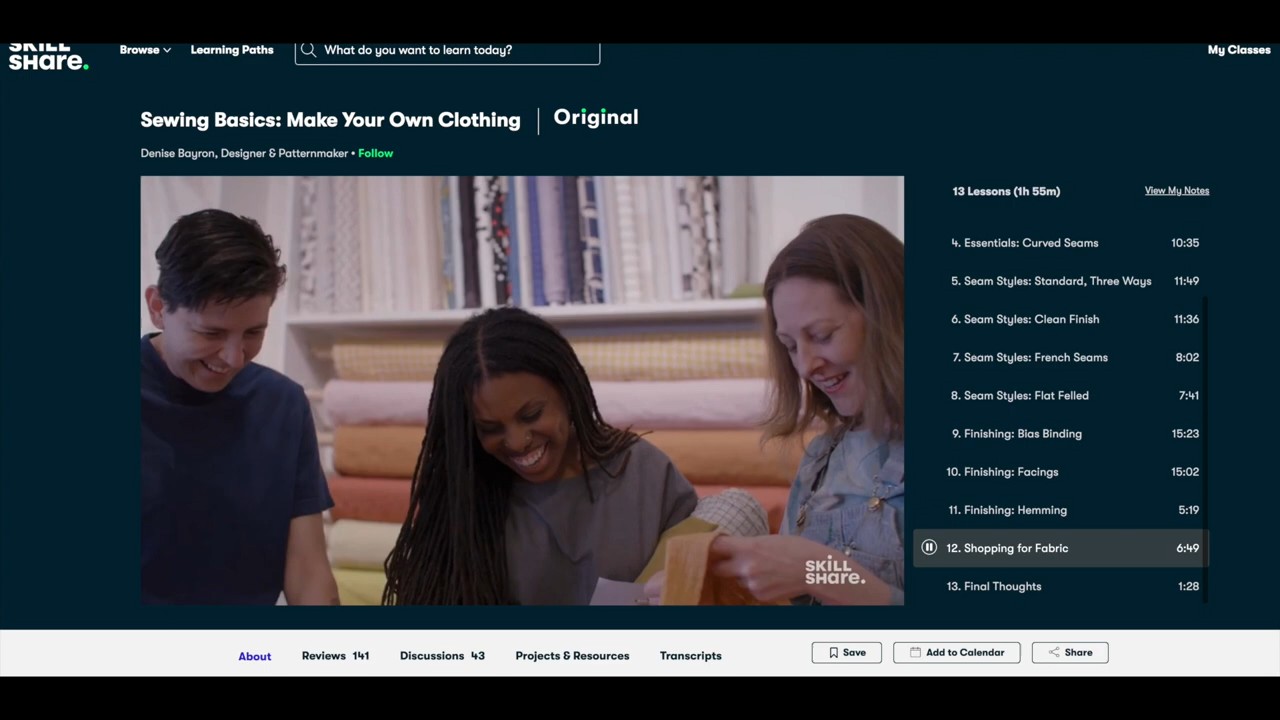 SKILL
SHare.
Browse
Learning Paths
What do you want to learn today?
My Classes
Sewing Basics: Make Your Own Clothing
Original
Denise Bayron, Designer & Patternmaker • Follow
13 Lessons (1h 55m)
View My Notes
4. Essentials: Curved Seams 10:35
5. Seam Styles: Standard, Three Ways 11:49
6. Seam Styles: Clean Finish 11:36
7. Seam Styles: French Seams 8:02
8. Seam Styles: Flat Felled 7:41
9. Finishing: Bias Binding 15:23
10. Finishing: Facings 15:02
11. Finishing: Hemming 5:19
12. Shopping for Fabric 6:49
13. Final Thoughts 1:28
SKILL
SHare.
About
Reviews 141
Discussions 43
Projects & Resources
Transcripts
Save
Add to Calendar
Share